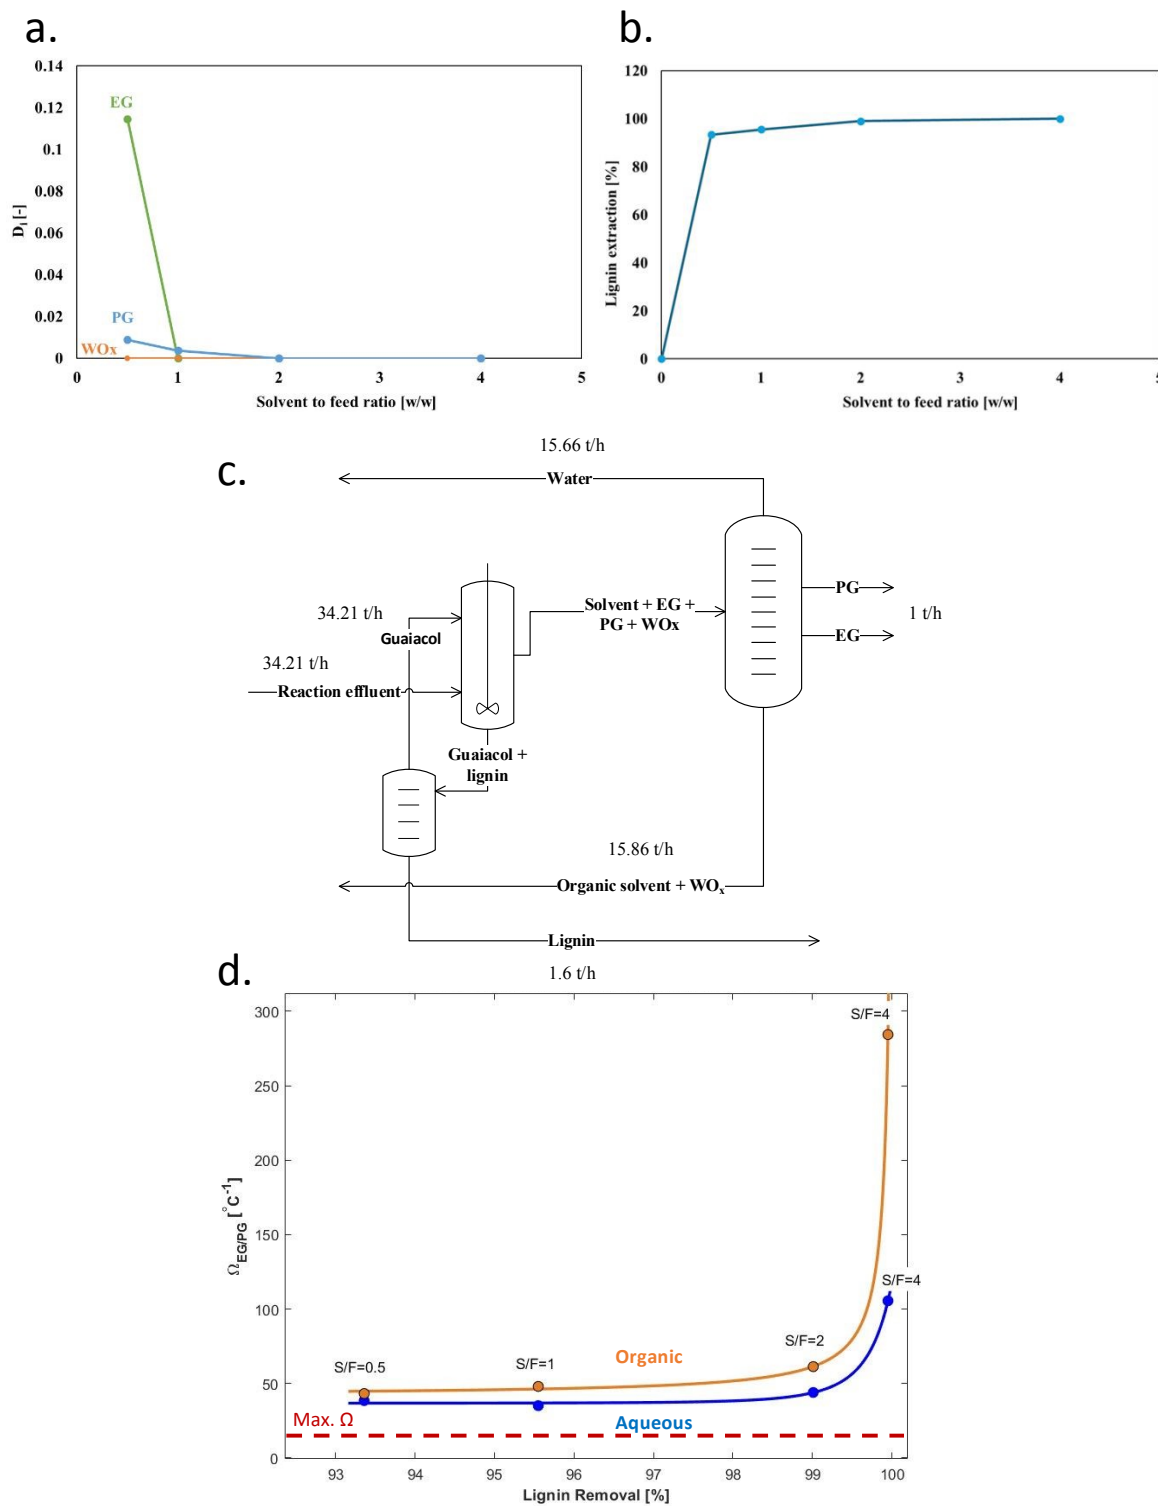 a.
0.14
0.12
0.1
0.08
0.06
0.04
0.02
0
Di [-]
EG
PG
WOx
0 1 2 3 4 5
Solvent to feed ratio [w/w]
b.
120
100
80
60
40
20
0
Lignin extraction [%]
0 1 2 3 4 5
Solvent to feed ratio [w/w]
c.
15.66 t/h
Water
34.21 t/h
Guaiacol
34.21 t/h
Reaction effluent
Solvent + EG +
PG + WOx
PG
1 t/h
EG
Guaiacol +
lignin
15.86 t/h
Organic solvent + WOx
Lignin
1.6 t/h
d.
300
250
200
150
100
50
0
ΩEG/PG [°C-1]
S/F=4
S/F=4
S/F=2
S/F=1
S/F=0.5
Organic
Aqueous
Max. Ω
93 94 95 96 97 98 99 100
Lignin Removal [%]